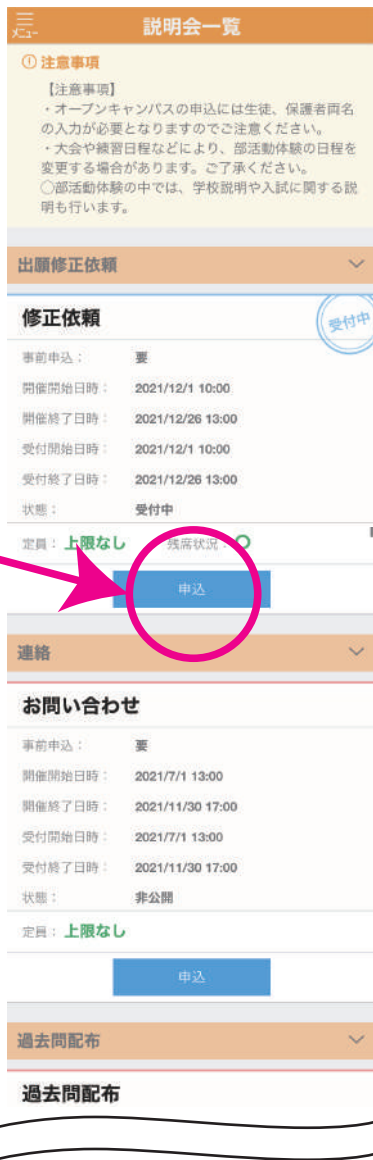 メニュー
説明会一覧
注意事項
【注意事項】
・オープンキャンパスの申込には生徒、保護者両名
の入力が必要となりますのでご注意ください。
・大会や練習日程などにより、部活動体験の日程を
変更する場合があります。ご了承ください。
○部活動体験の中では、学校説明や入試に関する説
明も行います。
出願修正依頼
修正依頼
受付中
事前申込： 要
開催開始日時： 2021/12/1 10:00
開催終了日時： 2021/12/26 13:00
受付開始日時： 2021/12/1 10:00
受付終了日時： 2021/12/26 13:00
状態： 受付中
定員：上限なし 残席状況：○
申込
連絡
お問い合わせ
事前申込： 要
開催開始日時： 2021/7/1 13:00
開催終了日時： 2021/11/30 17:00
受付開始日時： 2021/7/1 13:00
受付終了日時： 2021/11/30 17:00
状態： 非公開
定員：上限なし
申込
過去問配布
過去問配布